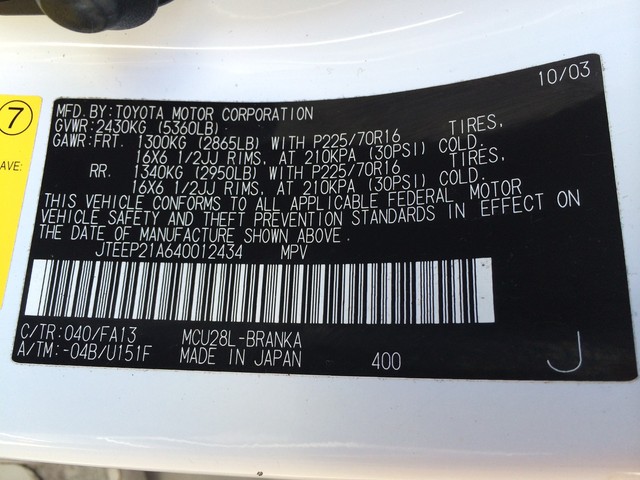 10/03
7
AVE:
MFD. BY: TOYOTA MOTOR CORPORATION
GVWR: 2430KG (5360LB)
GAWR: FRT. 1300KG (2865LB) WITH P225/70R16 TIRES,
16X6 1/2JJ RIMS, AT 210KPA (30PSI) COLD.
RR. 1340KG (2950LB) WITH P225/70R16 TIRES,
16X6 1/2JJ RIMS, AT 210KPA (30PSI) COLD.
THIS VEHICLE CONFORMS TO ALL APPLICABLE FEDERAL MOTOR
VEHICLE SAFETY AND THEFT PREVENTION STANDARDS IN EFFECT ON
THE DATE OF MANUFACTURE SHOWN ABOVE.
JTEEP21A640012434 MPV
C/TR: 040/FA13 MCU28L-BRANKA
A/TM: -04B/U151F MADE IN JAPAN 400 J